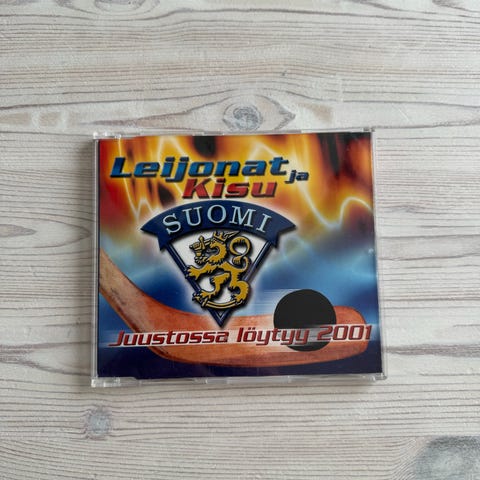 Leijonat ja
Kisu
SUOMI
Juustossa löytyy 2001